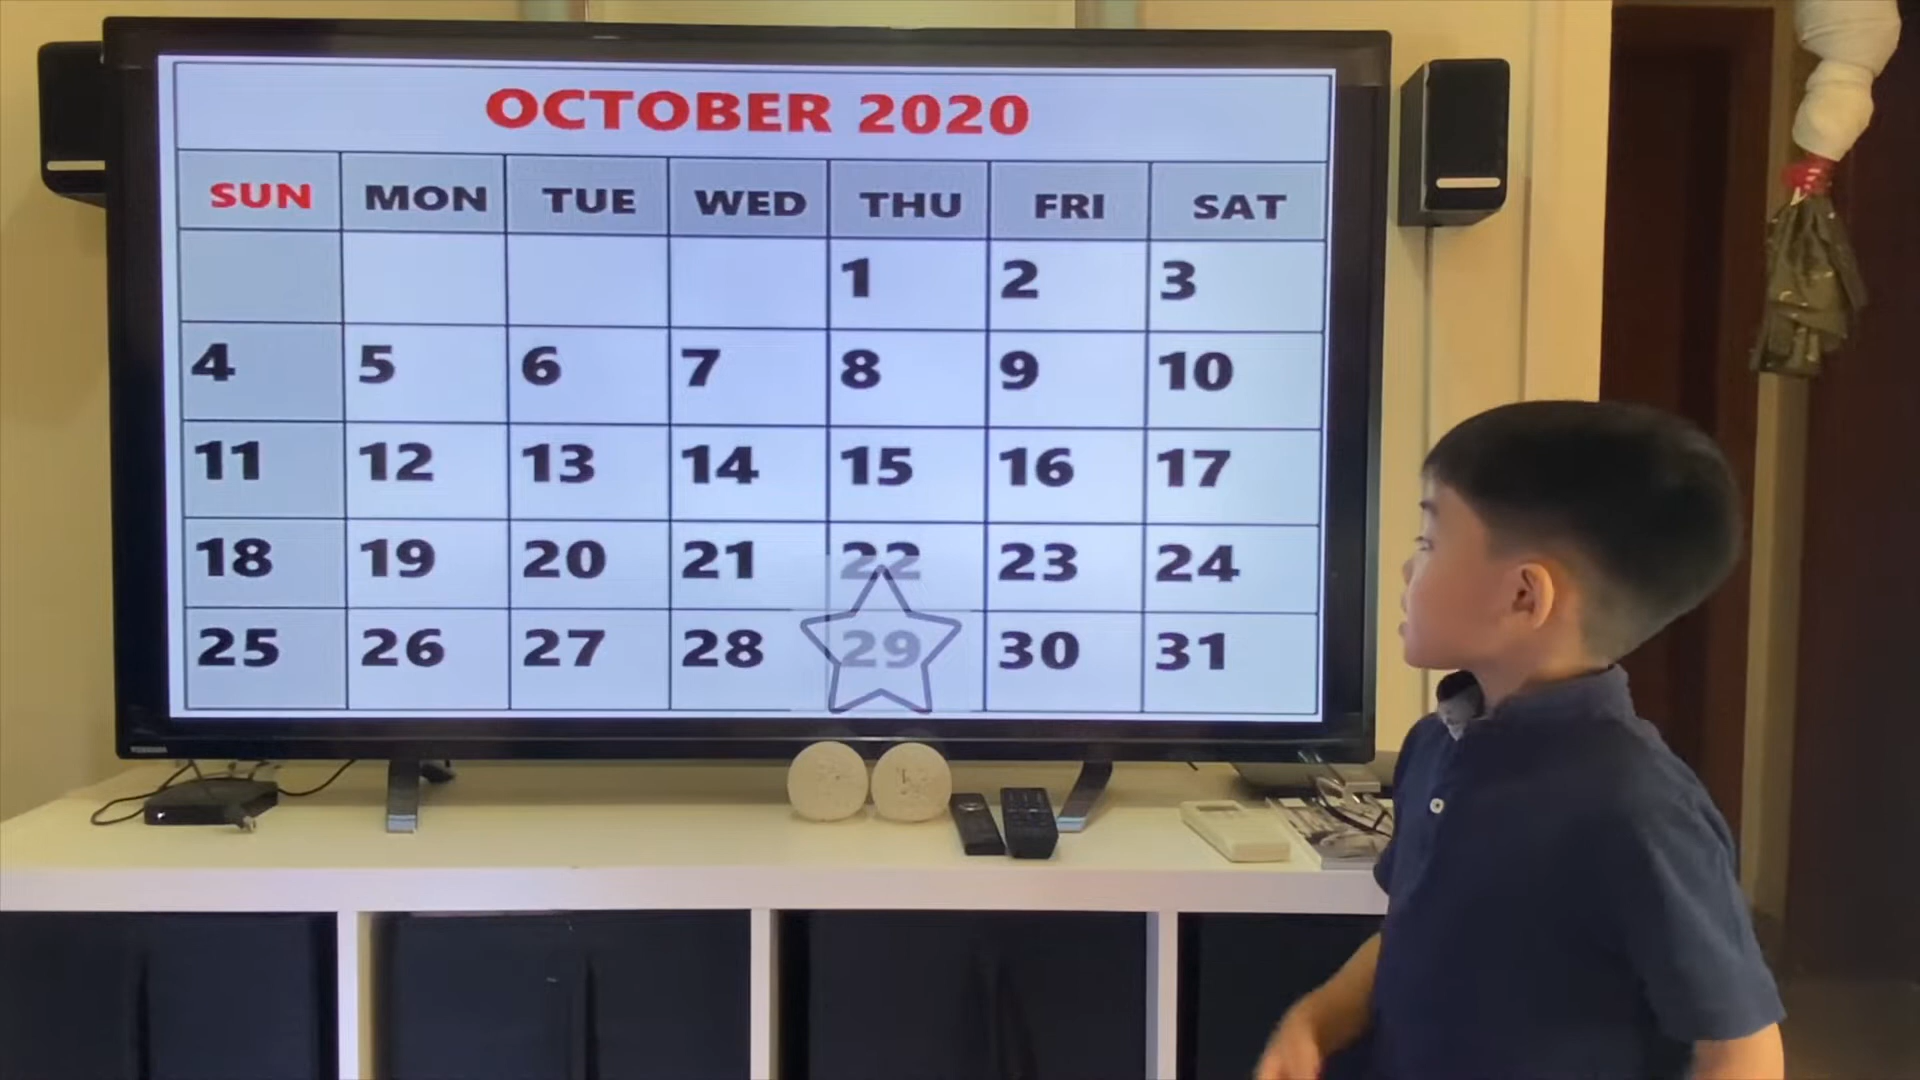 OCTOBER 2020
SUN MON TUE WED THU FRI SAT
1 2 3
4 5 6 7 8 9 10
11 12 13 14 15 16 17
18 19 20 21 22 23 24
25 26 27 28 29 30 31
TOSHIBA